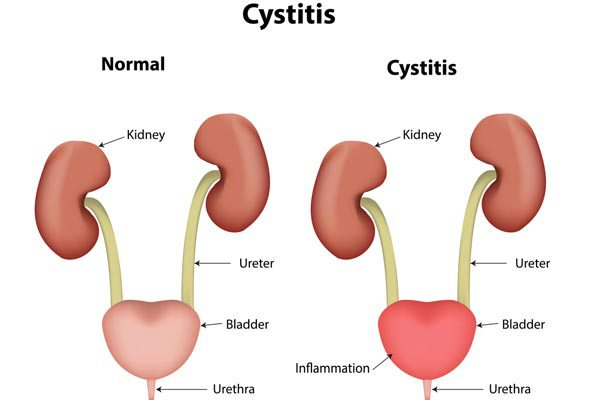 Cystitis
Normal
Cystitis
Kidney
Kidney
Ureter
Ureter
Bladder
Bladder
Inflammation
Urethra
Urethra